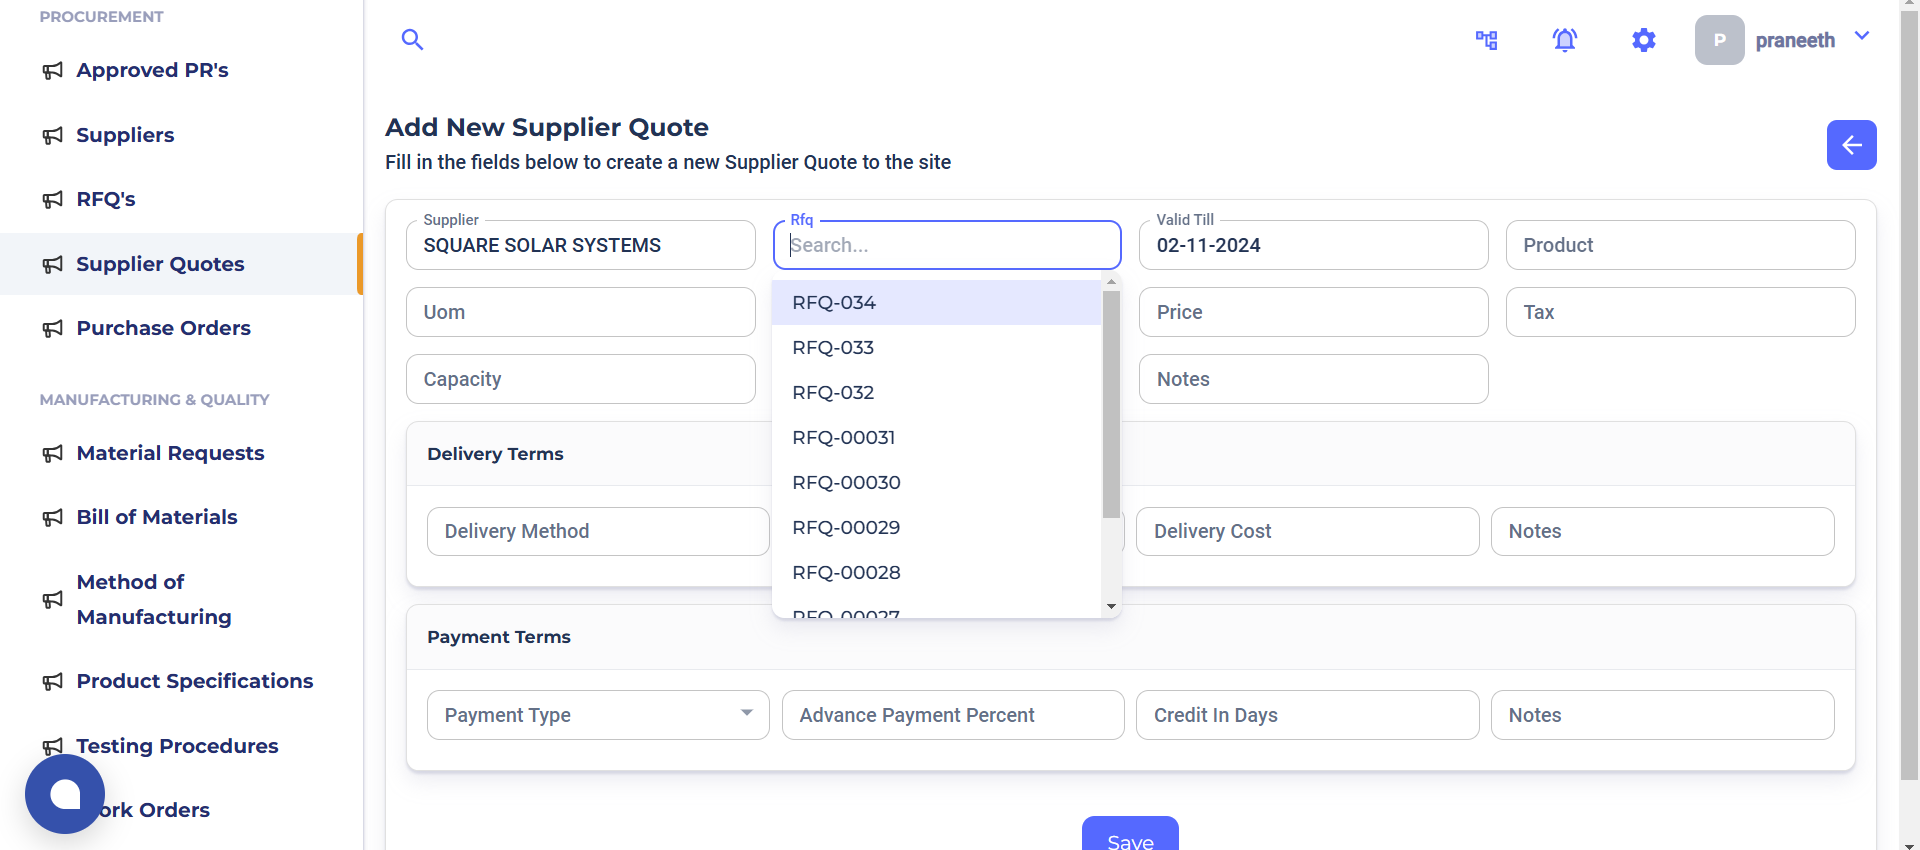 PROCUREMENT
Approved PR's
Suppliers
RFQ's
Supplier Quotes
Purchase Orders
MANUFACTURING & QUALITY
Material Requests
Bill of Materials
Method of
Manufacturing
Product Specifications
Testing Procedures
ork Orders
P
praneeth
Add New Supplier Quote
Fill in the fields below to create a new Supplier Quote to the site
Supplier
SQUARE SOLAR SYSTEMS
Rfq
Search...
Valid Till
02-11-2024
Product
Uom
Price
Tax
Capacity
Notes
RFQ-034
RFQ-033
RFQ-032
RFQ-00031
RFQ-00030
RFQ-00029
RFQ-00028
RFQ-00027
Delivery Terms
Delivery Method
Delivery Cost
Notes
Payment Terms
Payment Type
Advance Payment Percent
Credit In Days
Notes
Save